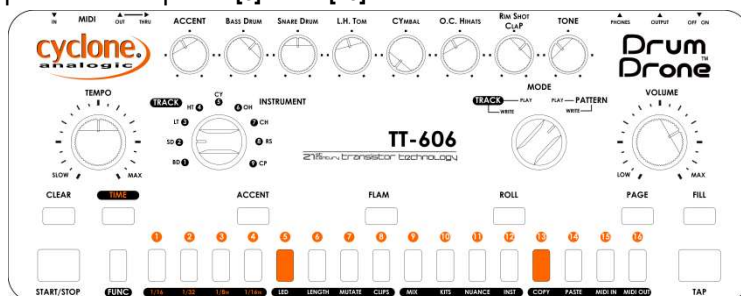 MIDI
IN OUT THRU
ACCENT BASS DRUM SNARE DRUM L.H. TOM CYMBAL O.C. HIHATS RIM SHOT CLAP TONE
PHONES OUTPUT OFF ON
cyclone.
analogic
Drum
Drone™
TEMPO
SLOW MAX
TRACK INSTRUMENT
BD 1
SD 2
LT 3
HT 4
CY 5
6 OH
7 CH
8 RS
9 CP
TT-606
21st century transistor technology
MODE
TRACK PLAY PLAY PATTERN
WRITE WRITE
VOLUME
LOW MAX
CLEAR TIME ACCENT FLAM ROLL PAGE FILL
1 2 3 4 5 6 7 8 9 10 11 12 13 14 15 16
START/STOP FUNC 1/16 1/32 LED LENGTH MUTATE CLIPS MIX KITS NUANCE INST COPY PASTE MIDI IN MIDI OUT TAP